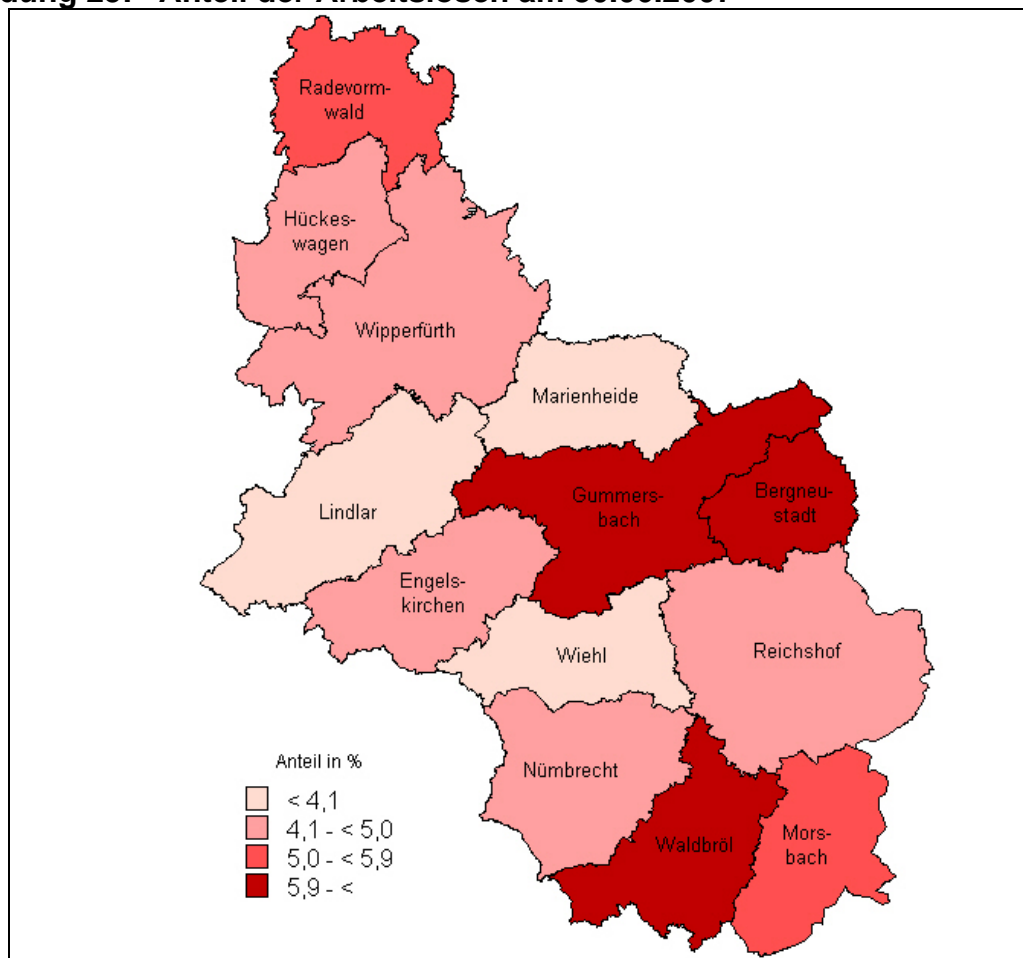 Radevorm-
wald
Hückes-
wagen
Wipperfürth
Marienheide
Gummers-
bach
Bergneu-
stadt
Lindlar
Engels-
kirchen
Wiehl
Reichshof
Nümbrecht
Waldbröl
Mors-
bach
Anteil in %
< 4,1
4,1 - < 5,0
5,0 - < 5,9
5,9 - <